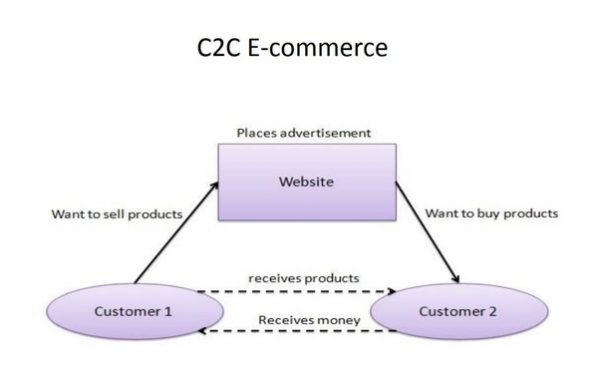 C2C E-commerce
Places advertisement
Website
Want to sell products
Want to buy products
receives products
Customer 1
Customer 2
Receives money